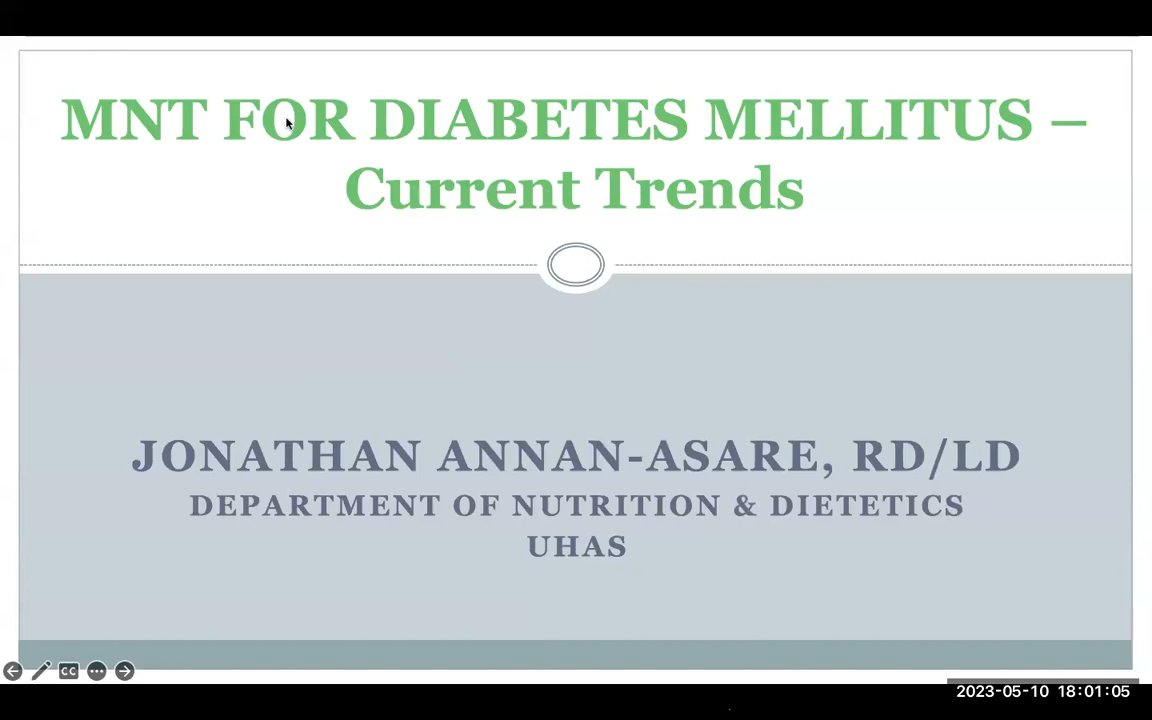 MNT FOR DIABETES MELLITUS –
Current Trends
JONATHAN ANNAN-ASARE, RD/LD
DEPARTMENT OF NUTRITION & DIETETICS
UHAS
CC
2023-05-10 18:01:05